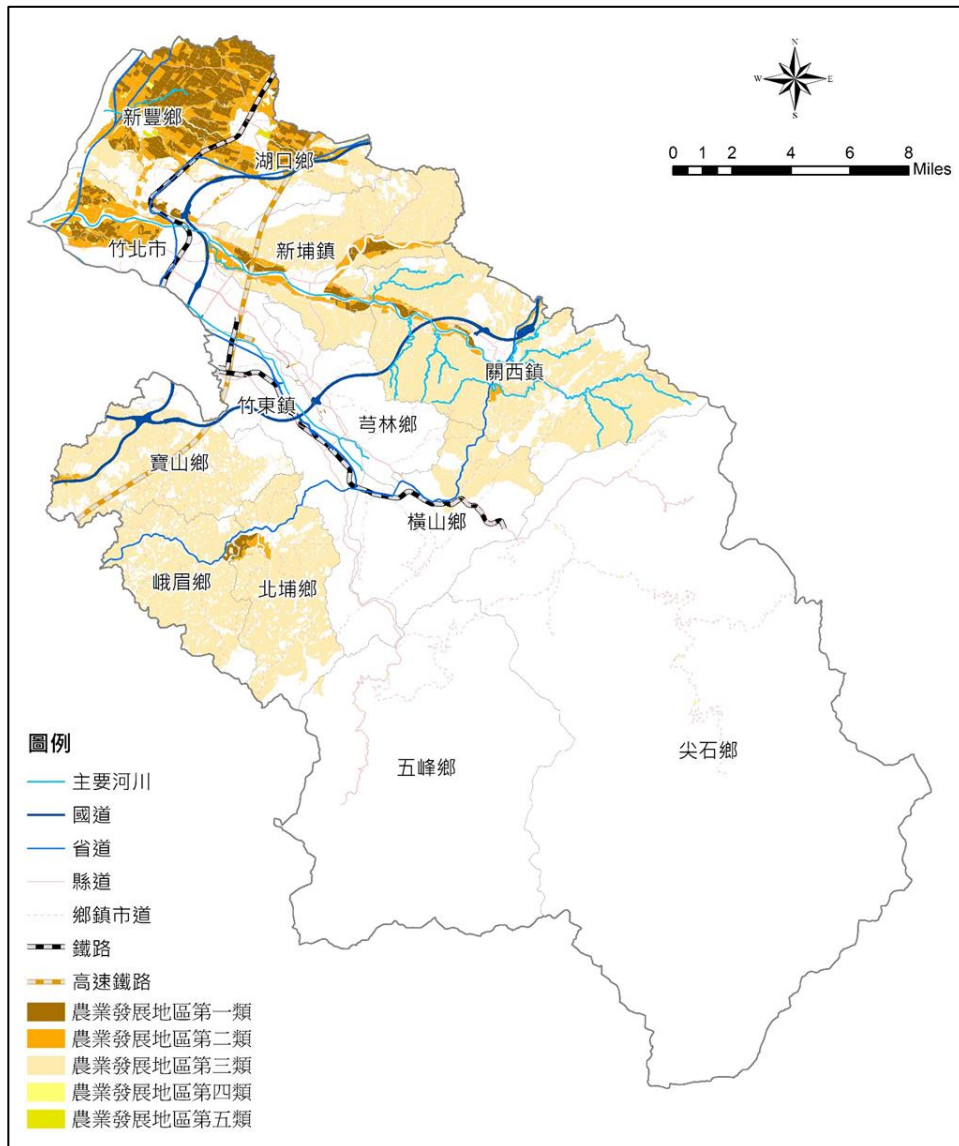 N
W
E
S
0
1
2
4
6
8
Miles
新豐鄉
湖口鄉
竹北市
新埔鎮
關西鎮
竹東鎮
芎林鄉
寶山鄉
橫山鄉
峨眉鄉
北埔鄉
五峰鄉
尖石鄉
圖例
主要河川
國道
省道
縣道
鄉鎮市道
鐵路
高速鐵路
農業發展地區第一類
農業發展地區第二類
農業發展地區第三類
農業發展地區第四類
農業發展地區第五類